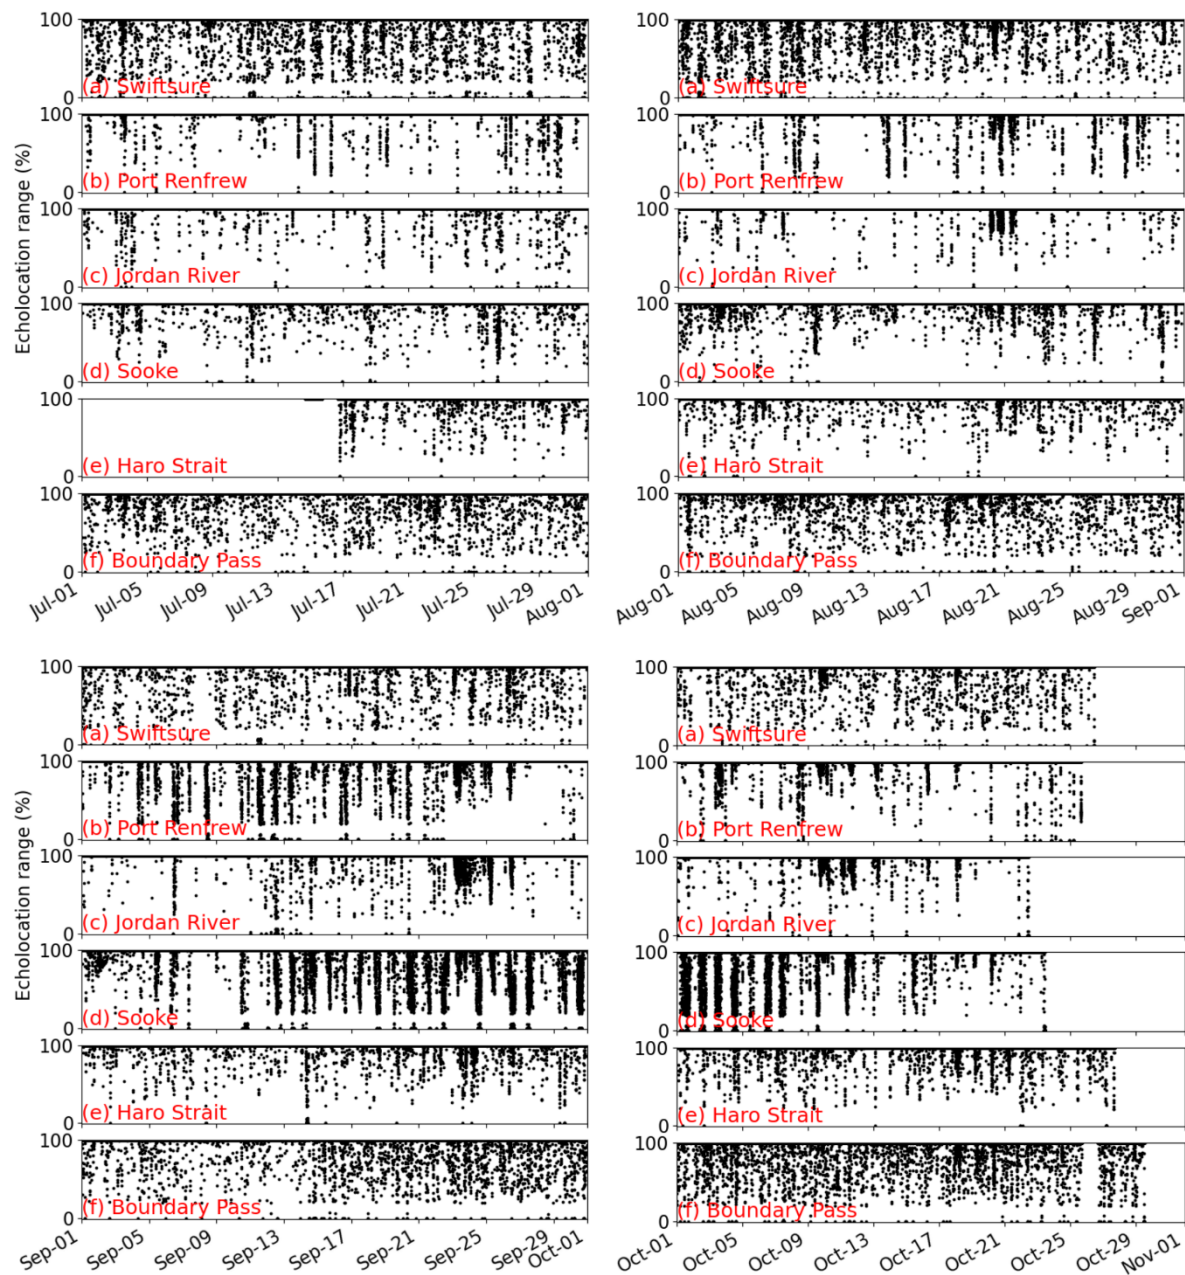 Echolocation range (%)
100
0
(a) Swiftsure
100
0
(b) Port Renfrew
100
0
(c) Jordan River
100
0
(d) Sooke
100
0
(e) Haro Strait
100
0
(f) Boundary Pass
Jul-01 Jul-05 Jul-09 Jul-13 Jul-17 Jul-21 Jul-25 Jul-29 Aug-01
100
0
(a) Swiftsure
100
0
(b) Port Renfrew
100
0
(c) Jordan River
100
0
(d) Sooke
100
0
(e) Haro Strait
100
0
(f) Boundary Pass
Aug-01 Aug-05 Aug-09 Aug-13 Aug-17 Aug-21 Aug-25 Aug-29 Sep-01
Echolocation range (%)
100
0
(a) Swiftsure
100
0
(b) Port Renfrew
100
0
(c) Jordan River
100
0
(d) Sooke
100
0
(e) Haro Strait
100
0
(f) Boundary Pass
Sep-01 Sep-05 Sep-09 Sep-13 Sep-17 Sep-21 Sep-25 Sep-29 Oct-01
100
0
(a) Swiftsure
100
0
(b) Port Renfrew
100
0
(c) Jordan River
100
0
(d) Sooke
100
0
(e) Haro Strait
100
0
(f) Boundary Pass
Oct-01 Oct-05 Oct-09 Oct-13 Oct-17 Oct-21 Oct-25 Oct-29 Nov-01